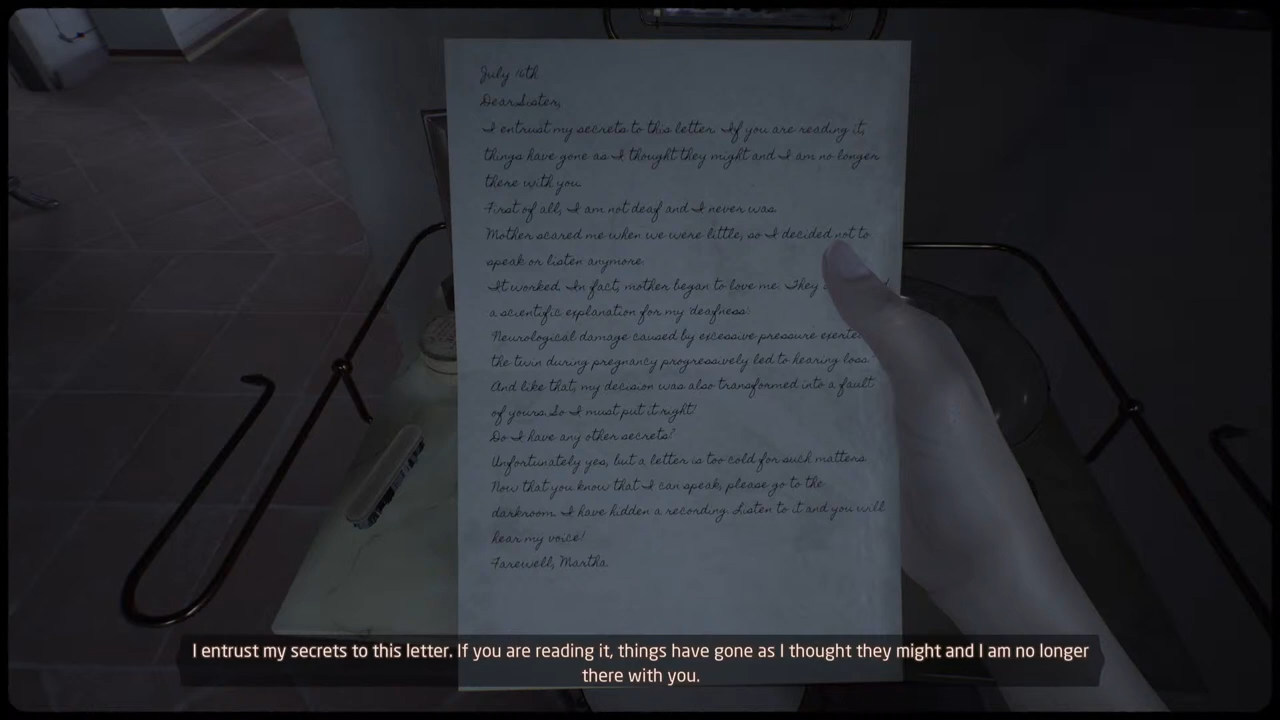 July
Dear Sister,
I entrust my secrets to this letter. If you are reading it,
things have gone as I thought they might and I am no longer
there with you.
First of all, I am not deaf and I never was.
Mother scared me when we were little, so I decided not to
speak or listen anymore.
It worked. In fact, mother began to love me. They
a scientific explanation for my 'deafness'
'Neurological damage caused by excessive pressure
the twin during pregnancy progressively led to hearing loss.'
And like that, my decision was also transformed into a fault
of yours. So I must put it right!
Do I have any other secrets?
Unfortunately yes, but a letter is too cold for such matters
Now that you know that I can speak, please go to the
darkroom. I have hidden a recording. Listen to it and you will
hear my voice!
Farewell, Martha.
I entrust my secrets to this letter. If you are reading it, things have gone as I thought they might and I am no longer
there with you.